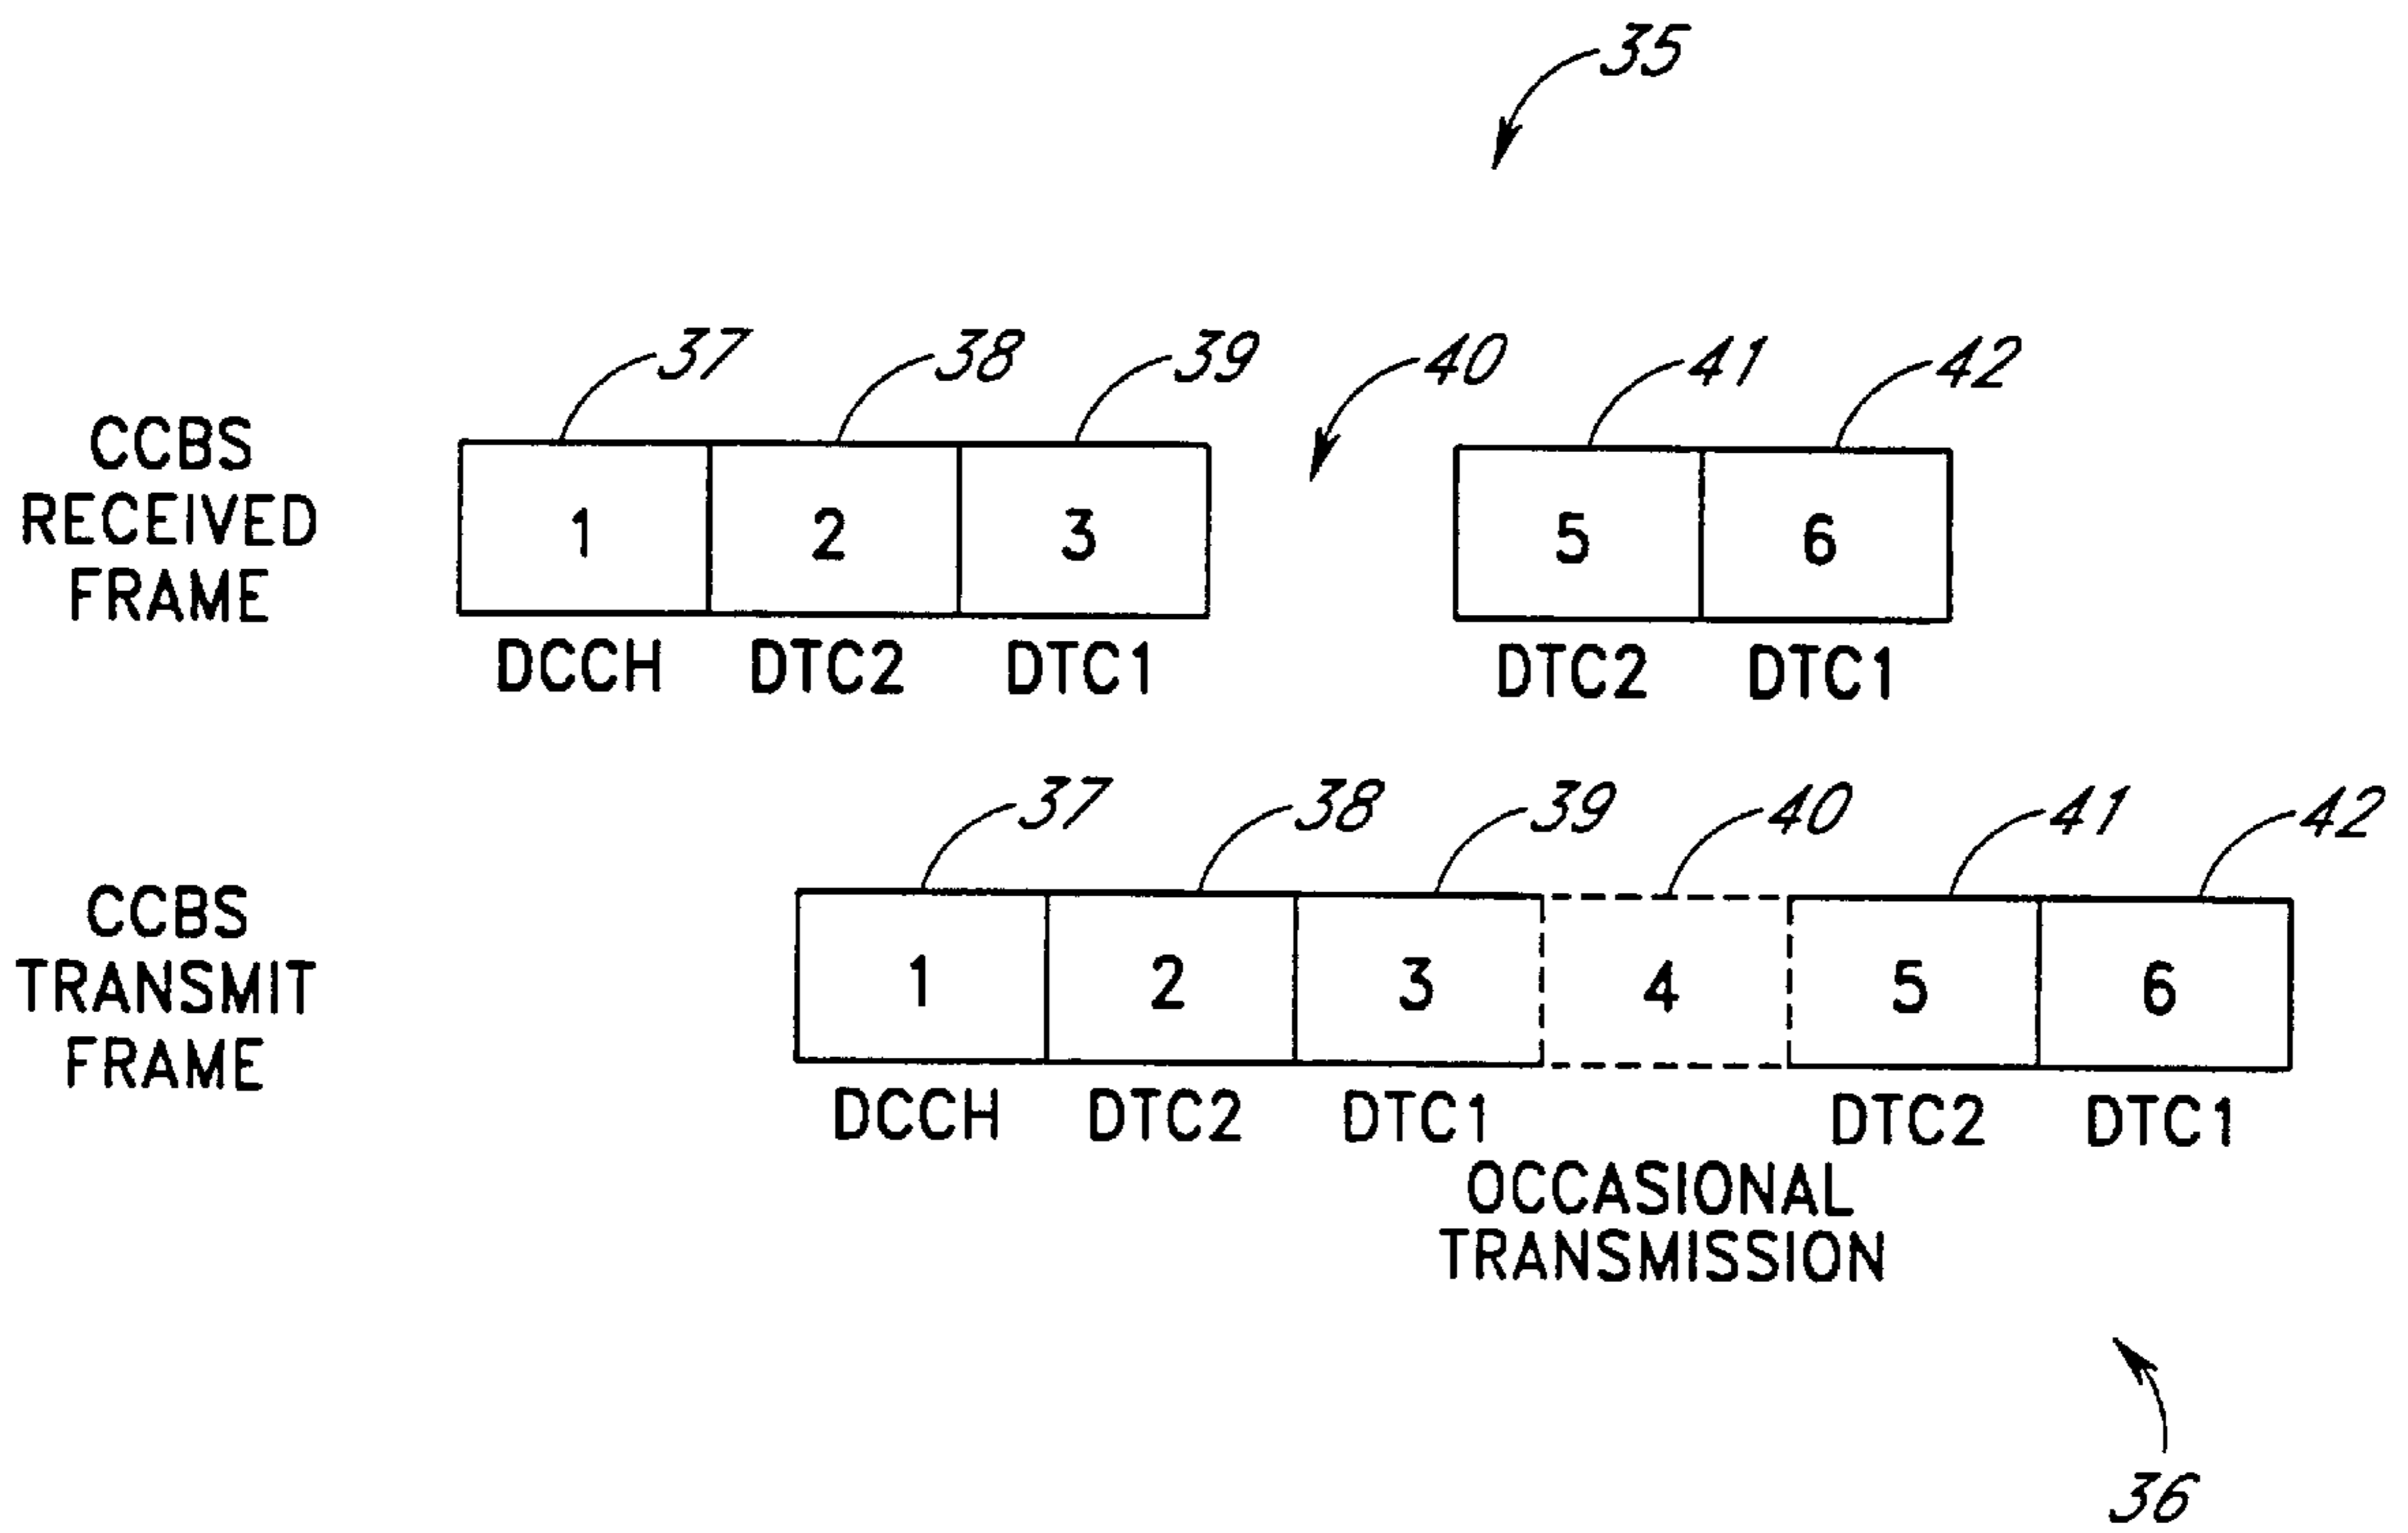 35
37 38 39 40 41 42
CCBS
RECEIVED
FRAME
1 2 3 5 6
DCCH DTC2 DTC1 DTC2 DTC1
37 38 39 40 41 42
CCBS
TRANSMIT
FRAME
1 2 3 4 5 6
DCCH DTC2 DTC1 DTC2 DTC1
OCCASIONAL
TRANSMISSION
36